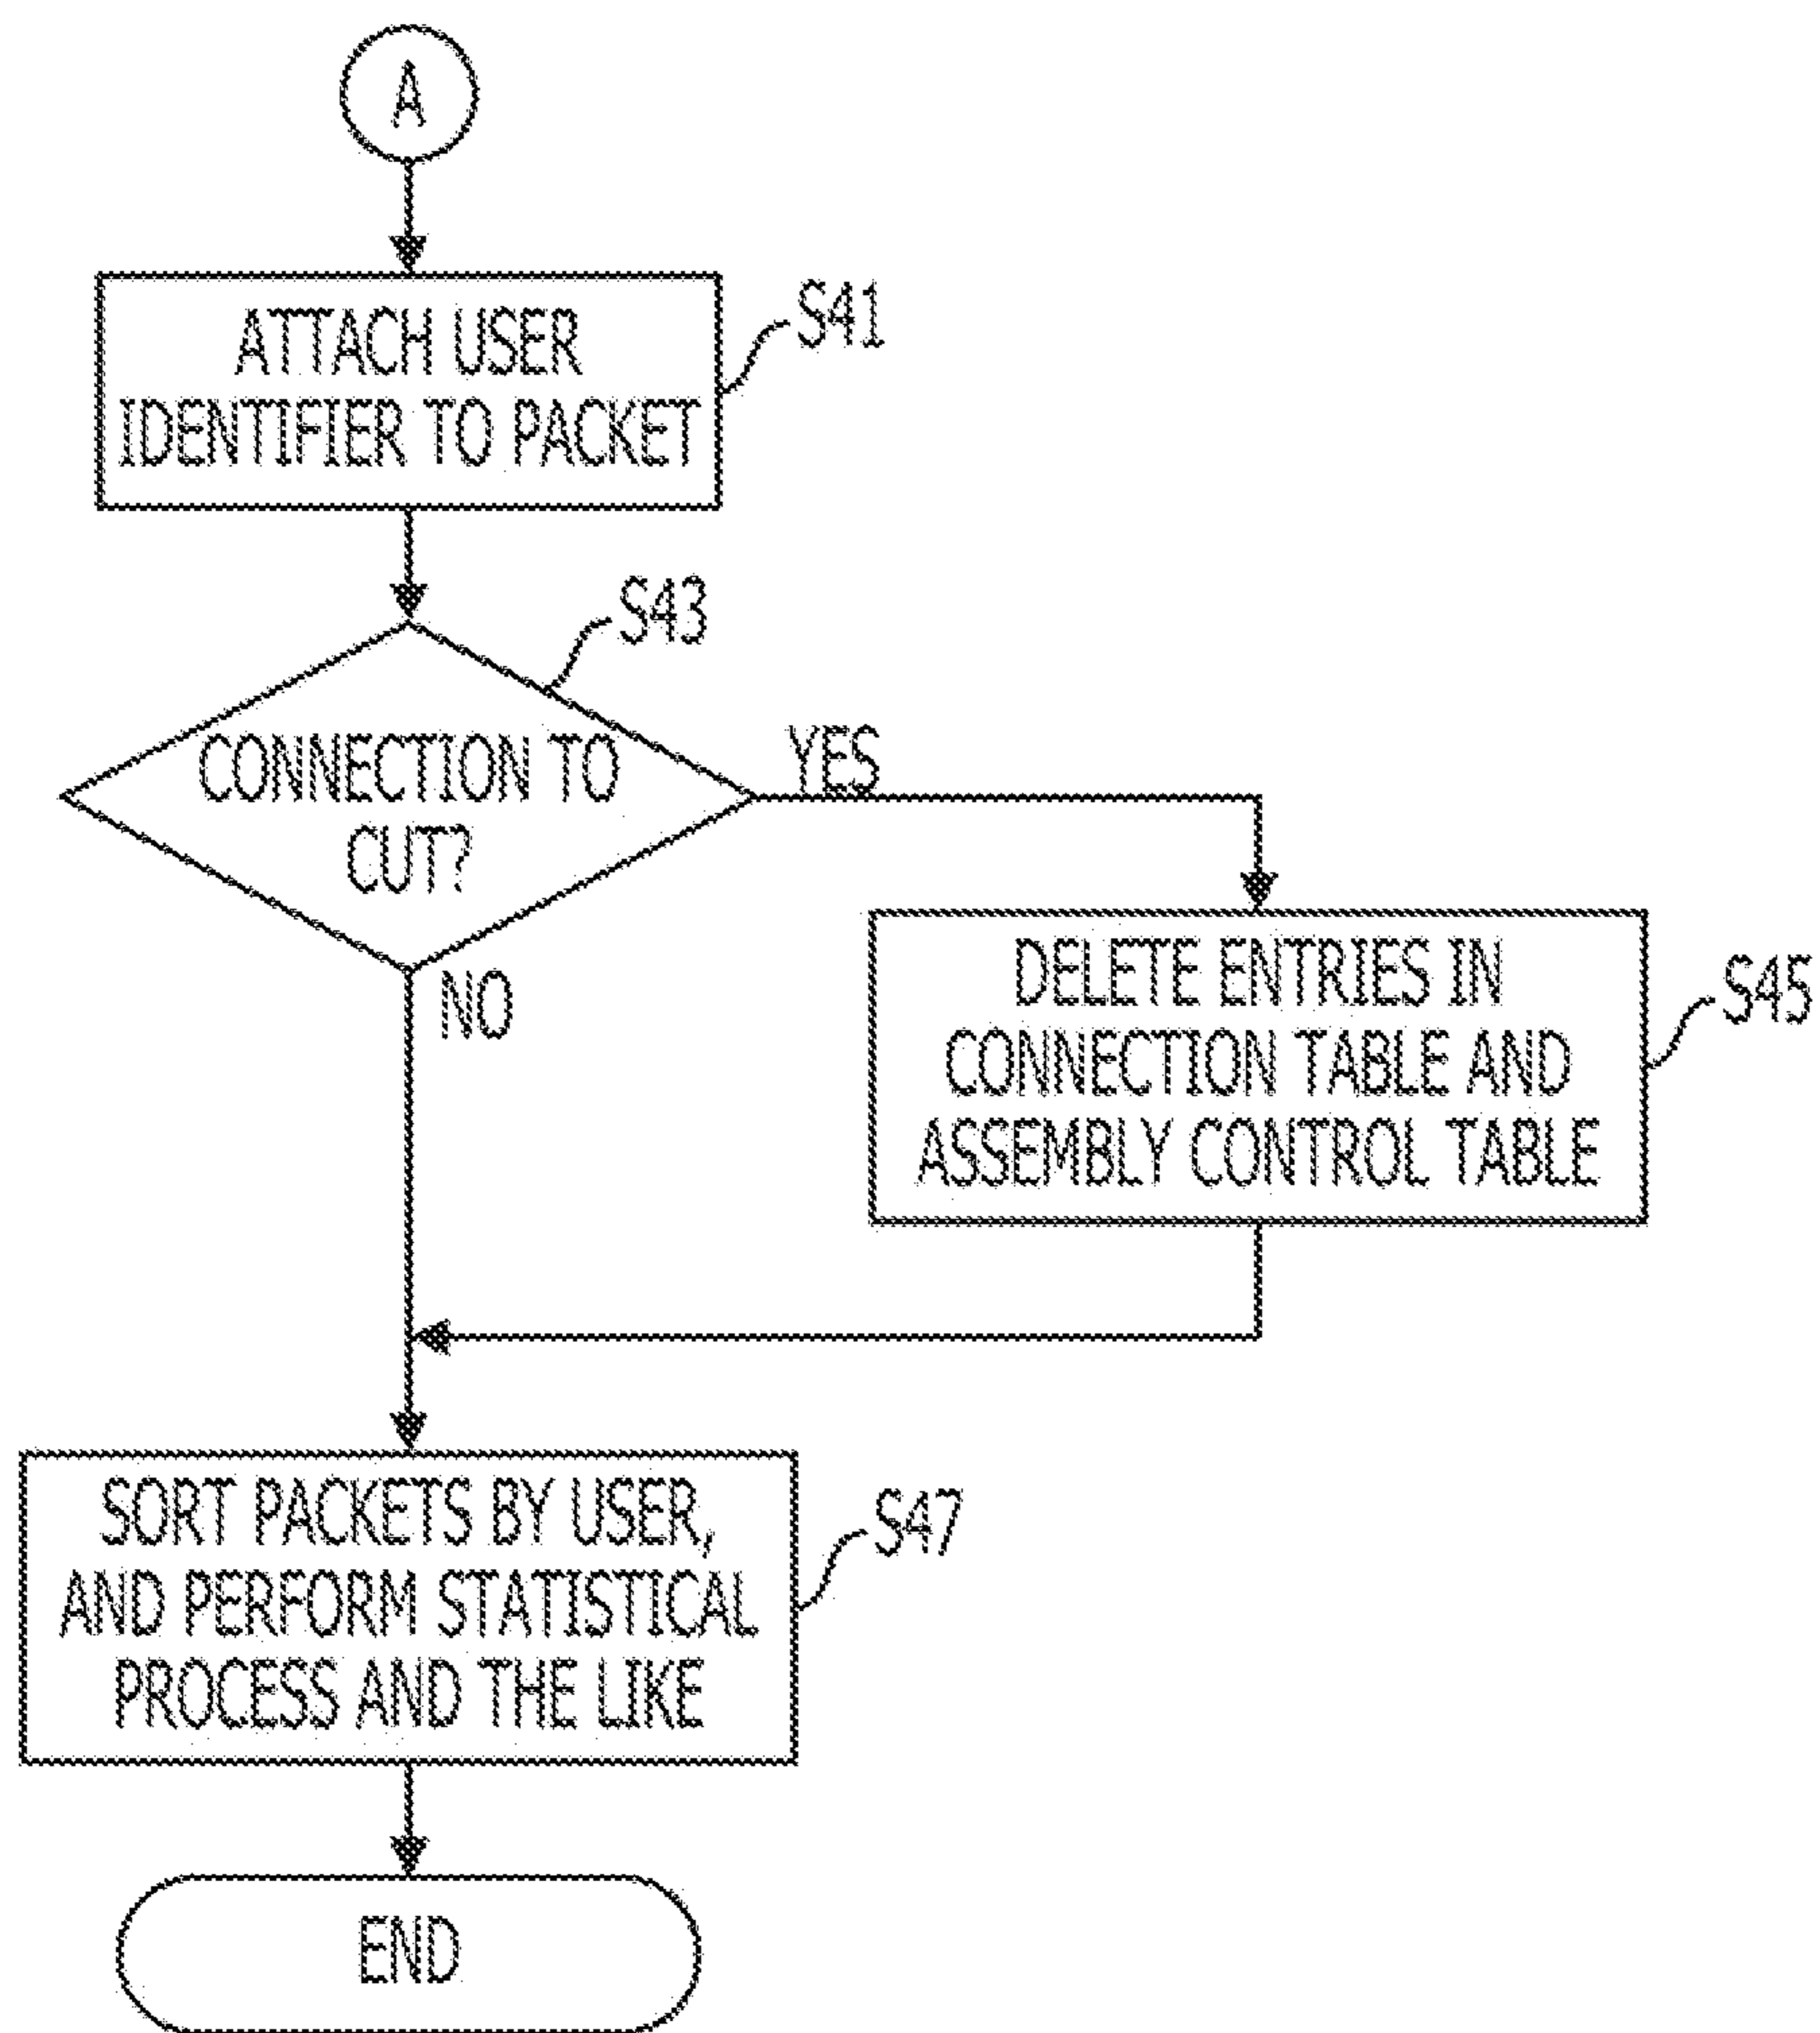 A
ATTACH USER
IDENTIFIER TO PACKET
S41
S43
CONNECTION TO
CUT?
YES
NO
DELETE ENTRIES IN
CONNECTION TABLE AND
ASSEMBLY CONTROL TABLE
S45
SORT PACKETS BY USER,
AND PERFORM STATISTICAL
PROCESS AND THE LIKE
S47
END